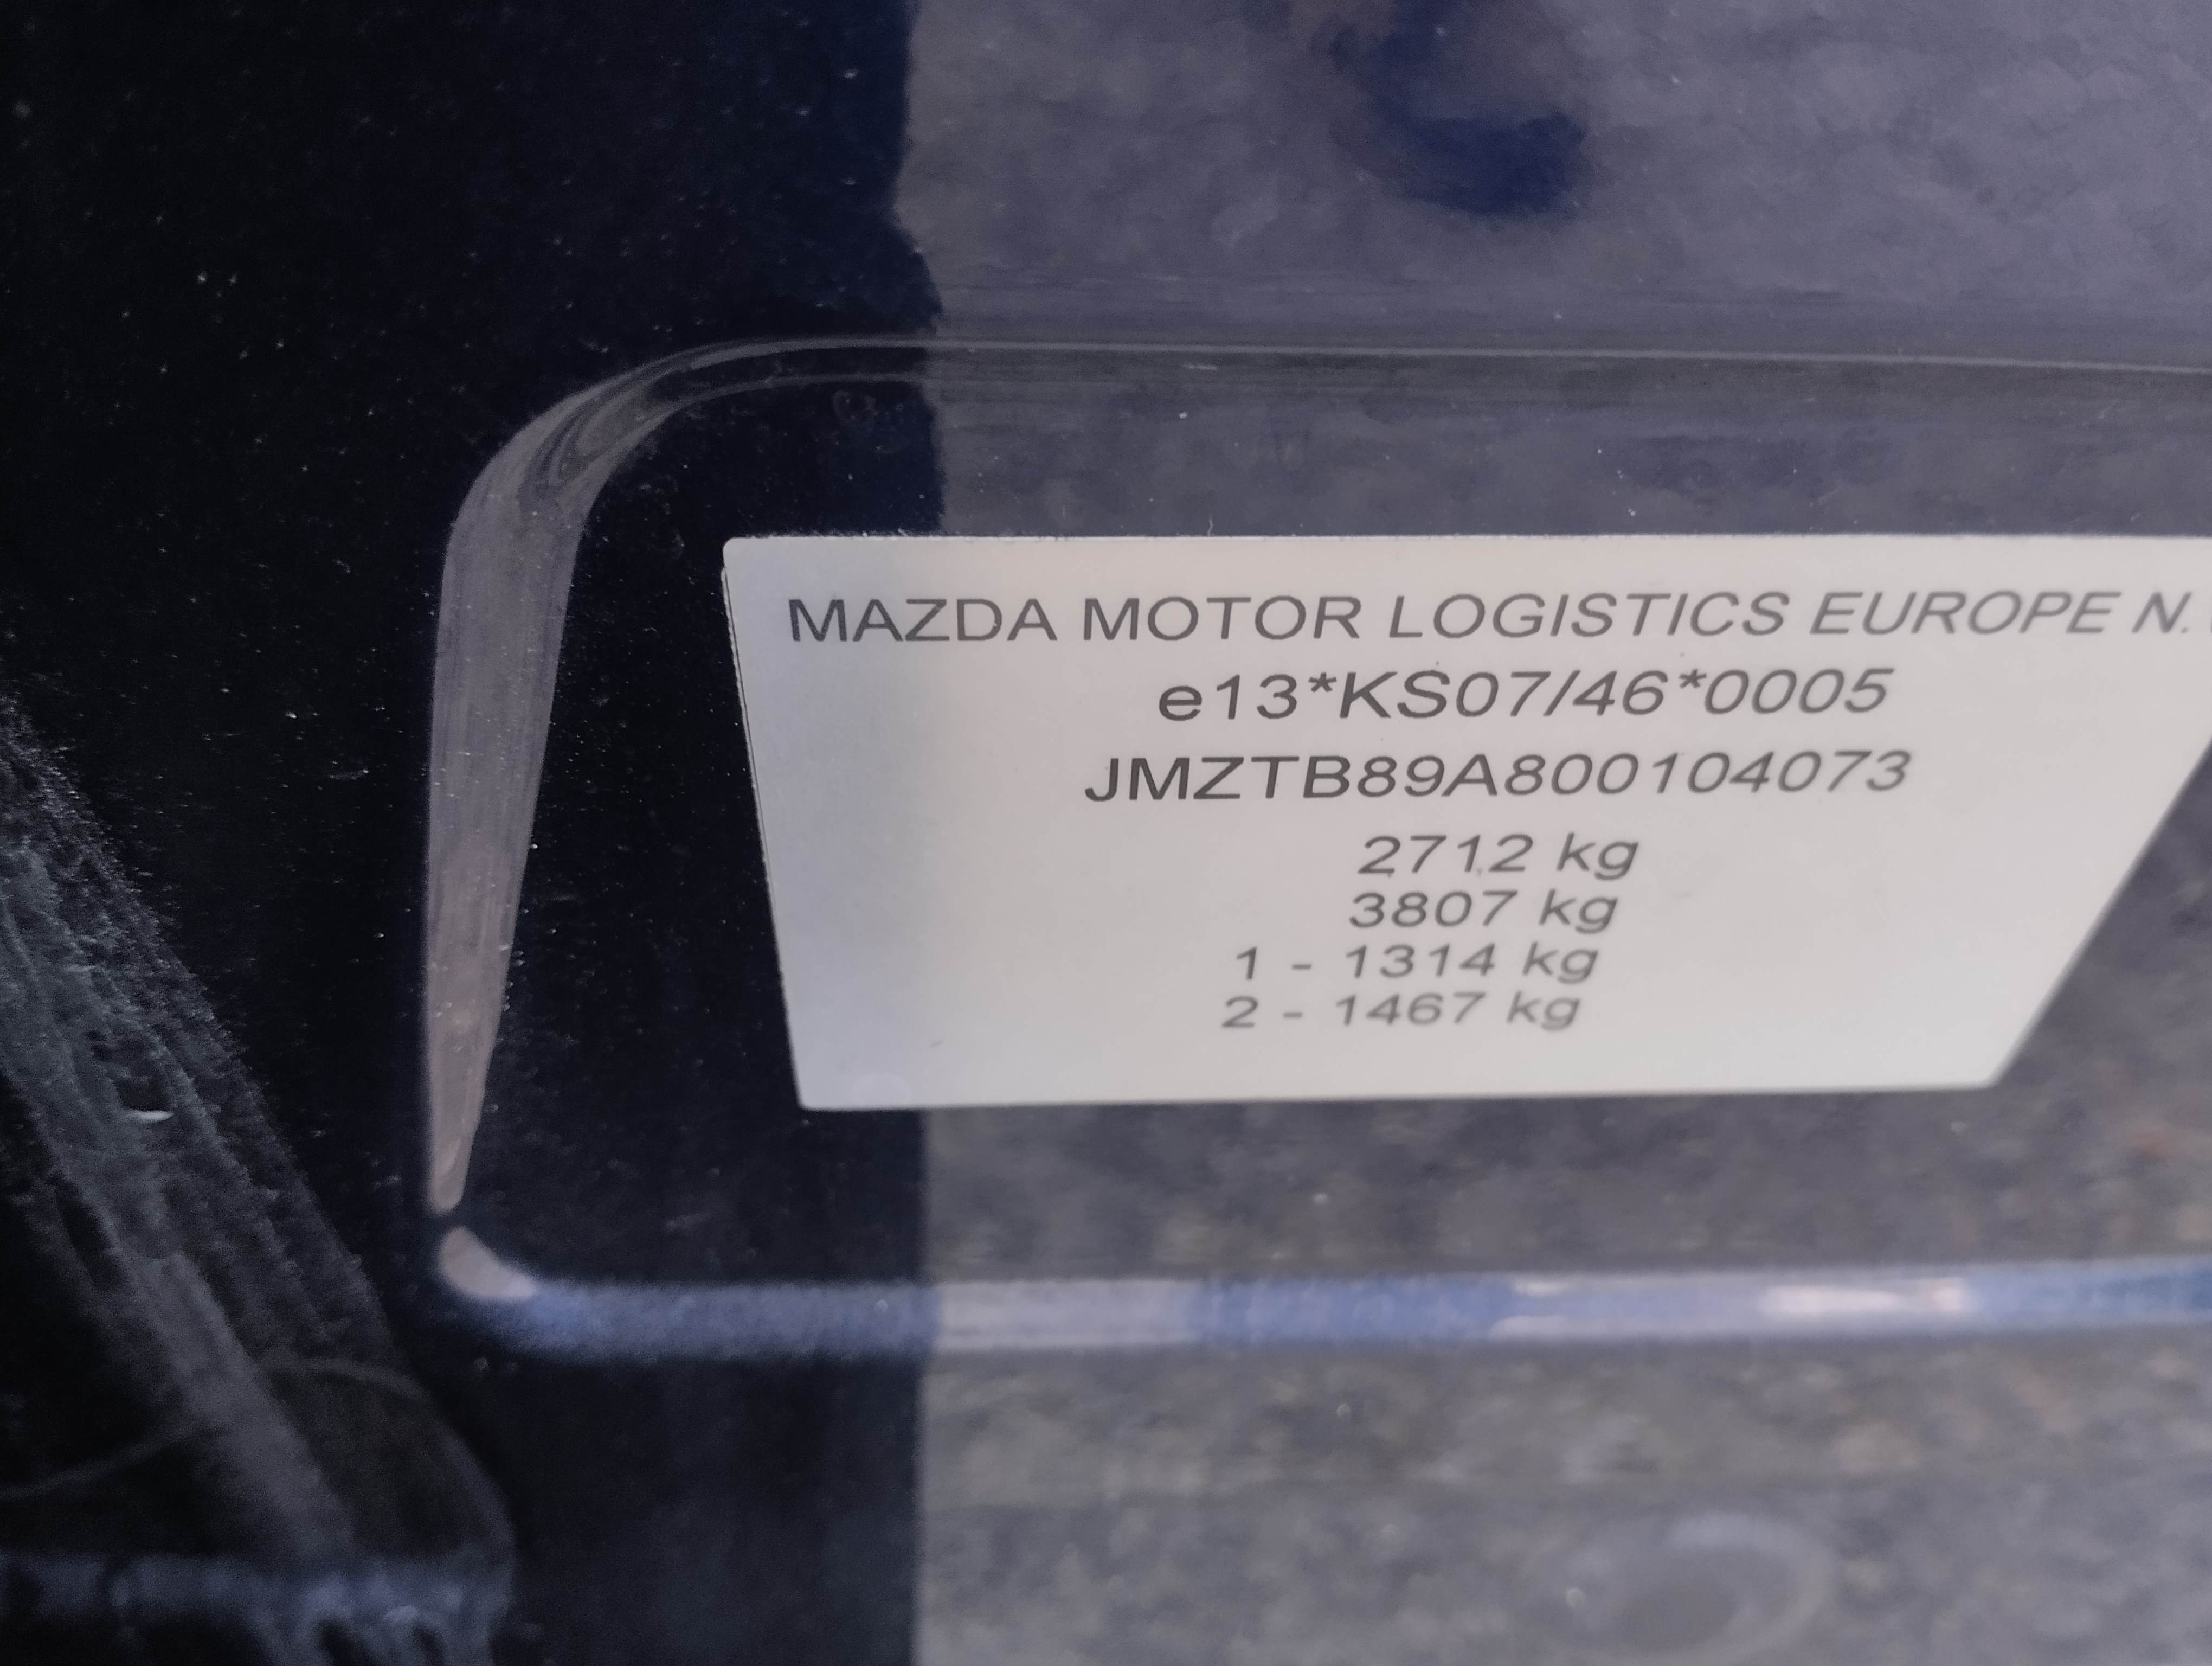 MAZDA MOTOR LOGISTICS EUROPE N.
e13*KS07/46*0005
JMZTB89A800104073
2712 kg
3807 kg
1 - 1314 kg
2 - 1467 kg